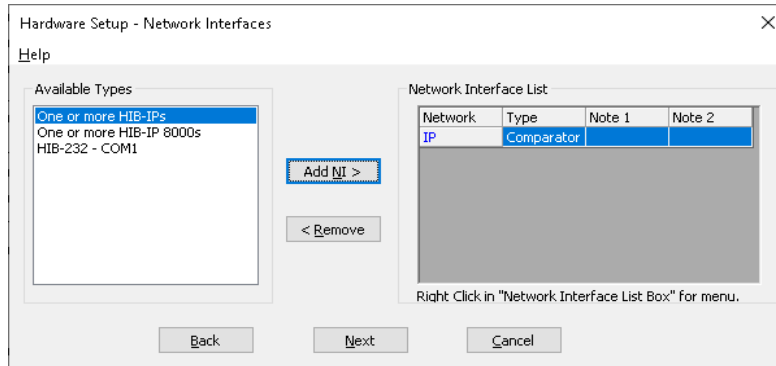 Hardware Setup - Network Interfaces
Help
Available Types
One or more HIB-IPs
One or more HIB-IP 8000s
HIB-232 - COM1
Add NI >
< Remove
Network Interface List
Network Type Note 1 Note 2
IP Comparator
Right Click in "Network Interface List Box" for menu.
Back Next Cancel